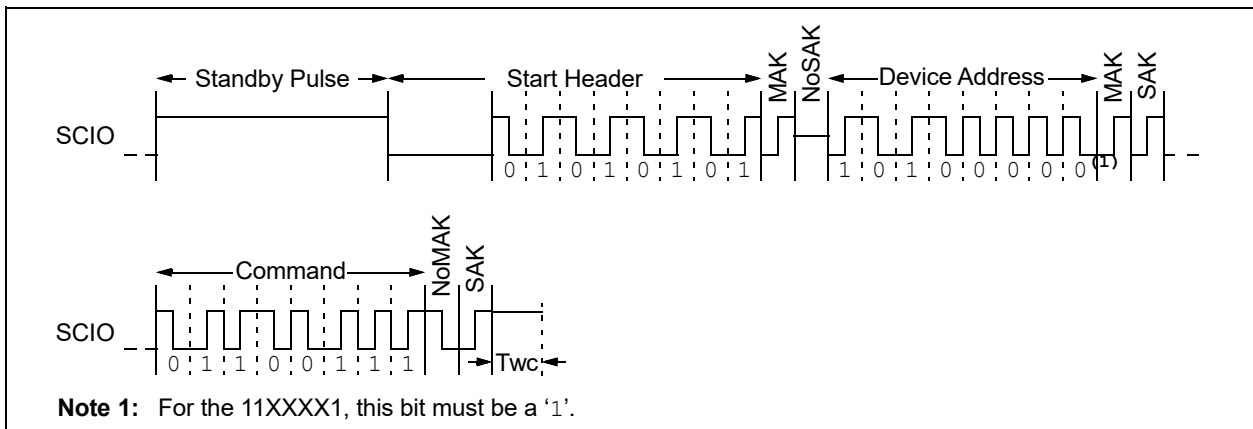 Standby Pulse Start Header MAK NoSAK Device Address MAK SAK
SCIO
0 1 0 1 0 1 0 1 1 0 1 0 0 0 0 0(1)
Command NoMAK SAK
SCIO
0 1 1 0 0 1 1 1 Twc
Note 1: For the 11XXXX1, this bit must be a ‘1’.